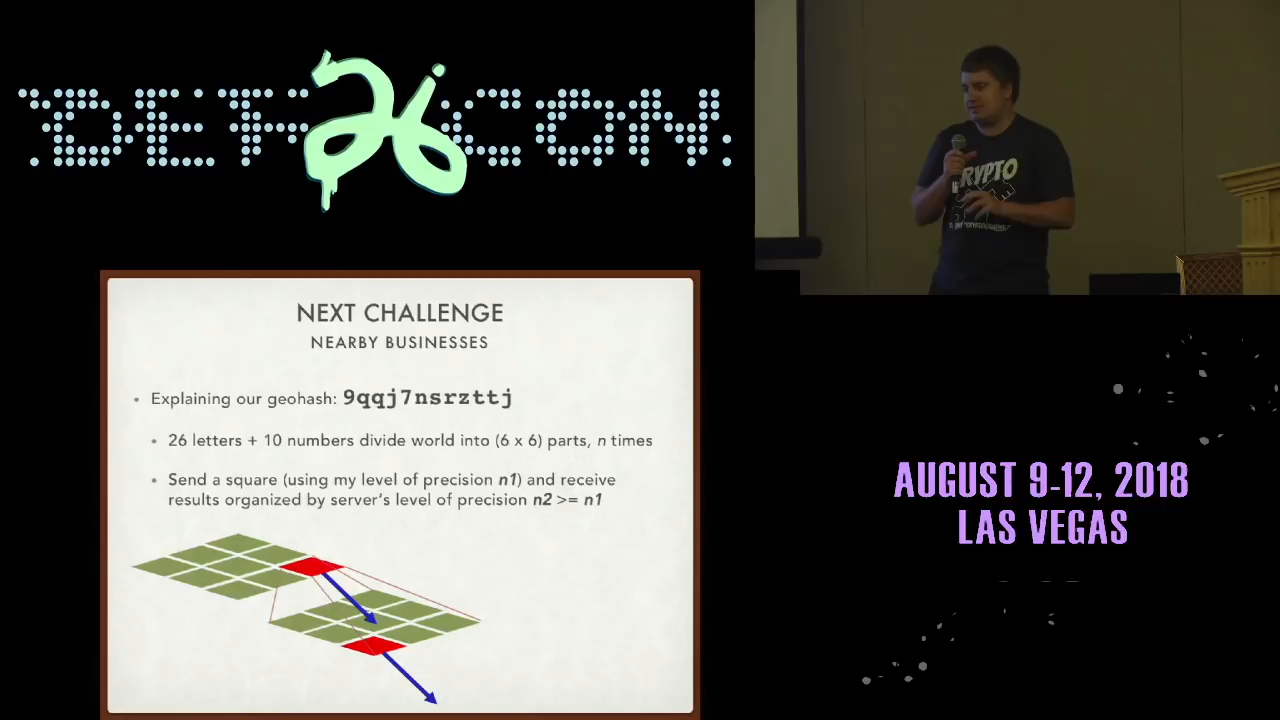 DEF CON 26
RYPTO
NEXT CHALLENGE
NEARBY BUSINESSES
• Explaining our geohash: 9qqj7nsrzttj
• 26 letters + 10 numbers divide world into (6 x 6) parts, n times
• Send a square (using my level of precision n1) and receive
results organized by server's level of precision n2 >= n1
AUGUST 9-12, 2018
LAS VEGAS